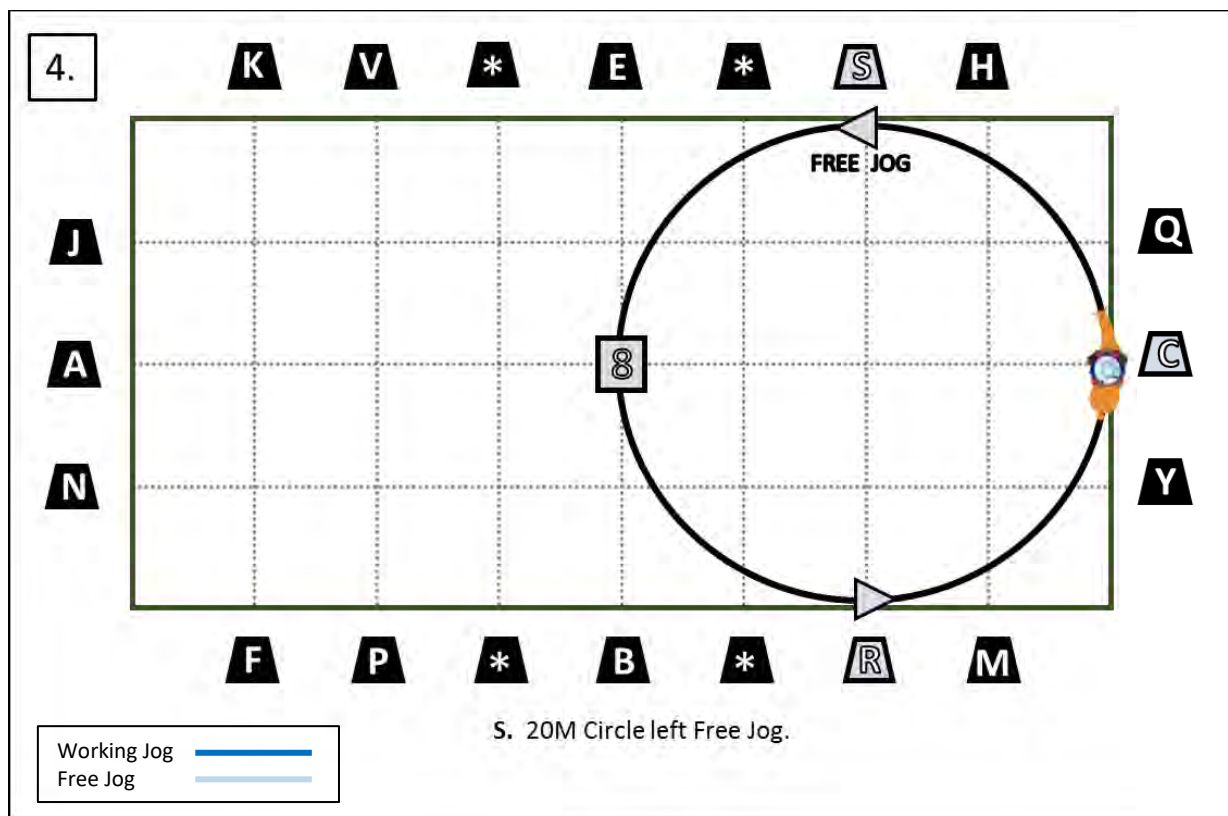 4.
K V * E * S H
FREE JOG
J Q
8
A C
N Y
F P * B * R M
S. 20M Circle left Free Jog.
Working Jog
Free Jog